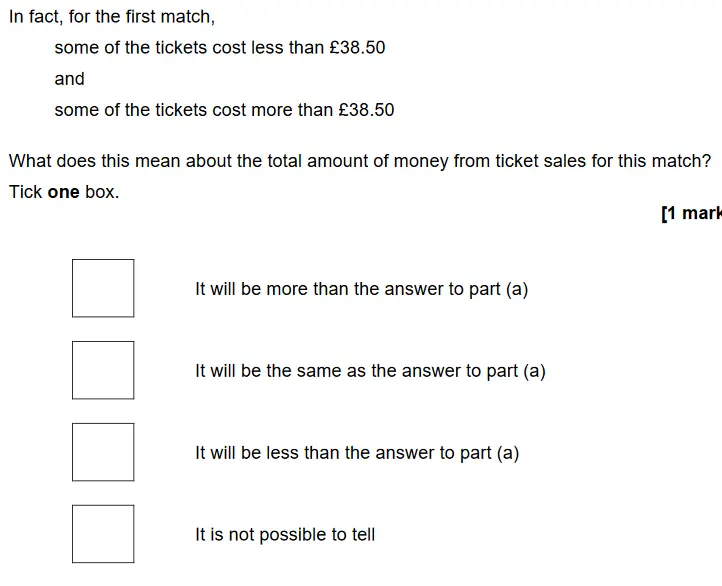 In fact, for the first match,
some of the tickets cost less than £38.50
and
some of the tickets cost more than £38.50
What does this mean about the total amount of money from ticket sales for this match?
Tick one box.
[1 mark
It will be more than the answer to part (a)
It will be the same as the answer to part (a)
It will be less than the answer to part (a)
It is not possible to tell